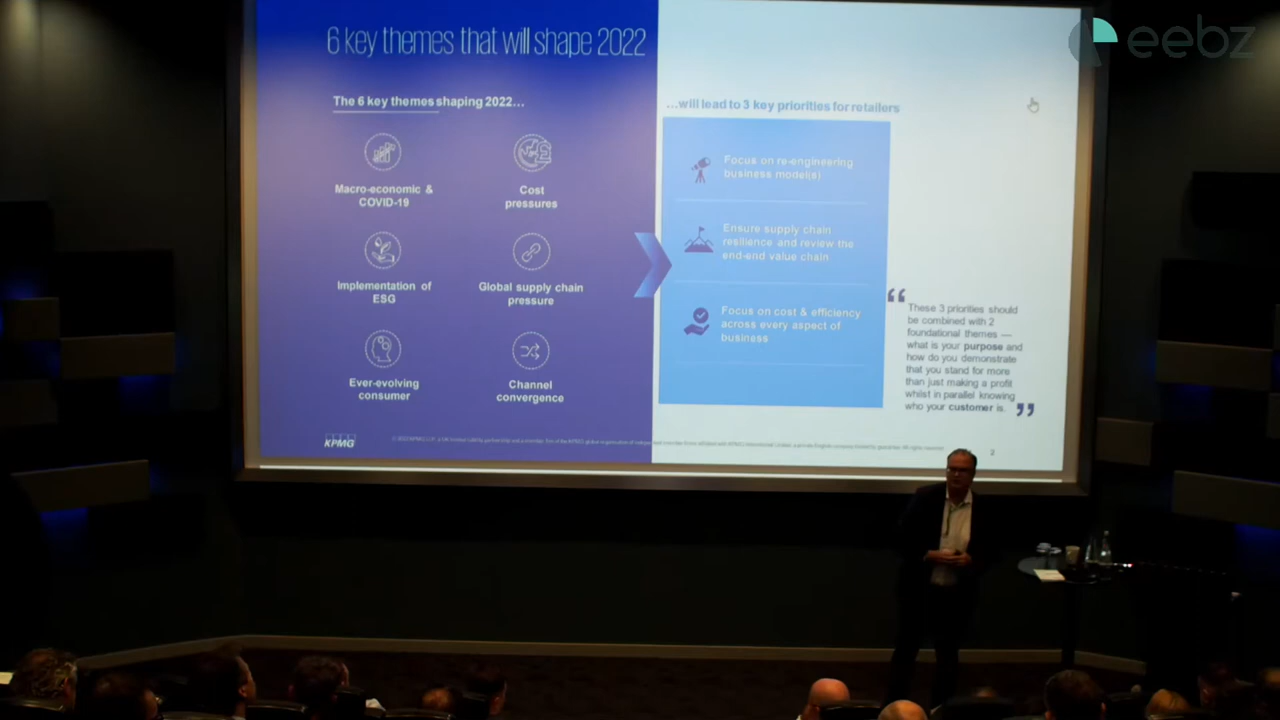 eebz
6 key themes that will shape 2022
The 6 key themes shaping 2022...
Macro-economic &
COVID-19
Cost
pressures
Implementation of
ESG
Global supply chain
pressure
Ever-evolving
consumer
Channel
convergence
KPMG
...will lead to 3 key priorities for retailers
Focus on re-engineering
business model(s)
Ensure supply chain
resilience and review the
end-end value chain
Focus on cost & efficiency
across every aspect of
business
“
These 3 priorities should
be combined with 2
foundational themes —
what is your purpose and
how do you demonstrate
that you stand for more
than just making a profit
whilst in parallel knowing
who your customer is. ”
2